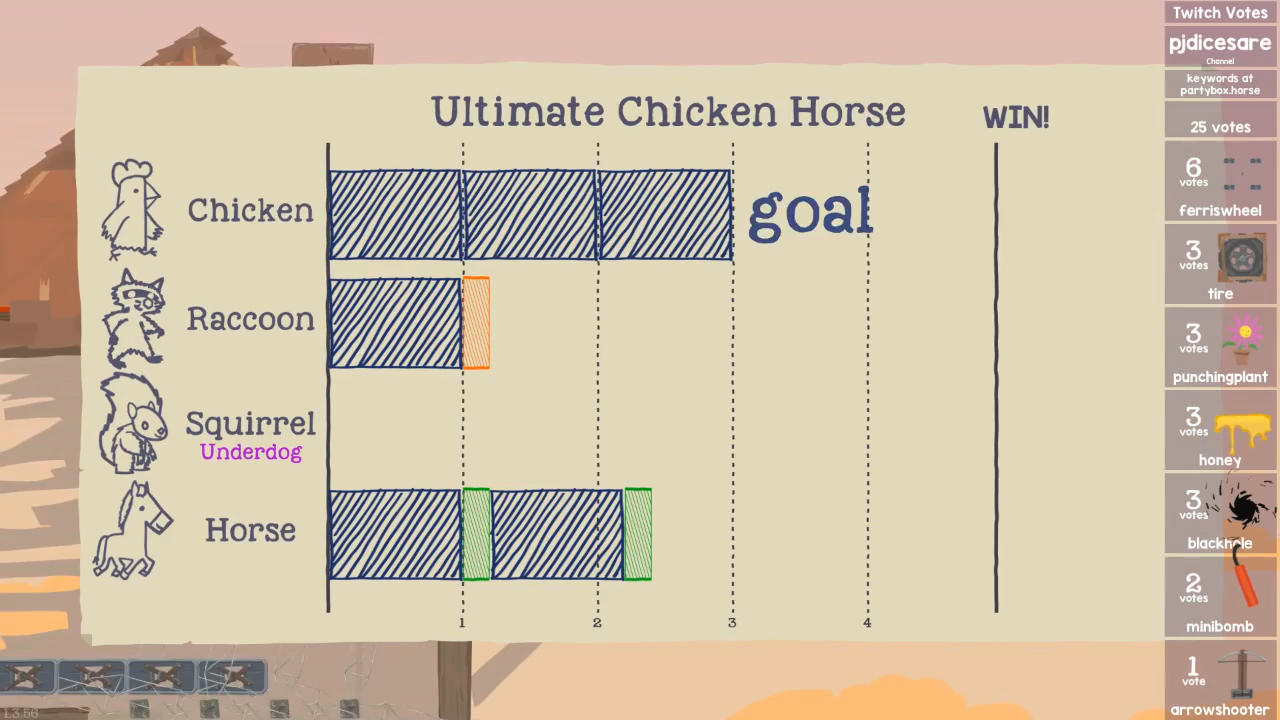 Ultimate Chicken Horse
WIN!
Chicken
goal
Raccoon
Squirrel
Underdog
Horse
1
2
3
4
Twitch Votes
pjdicesare
Channel
keywords at
partybox.horse
25 votes
6
votes
ferriswheel
3
votes
tire
3
votes
punchingplant
3
votes
honey
3
votes
blackhole
2
votes
minibomb
1
vote
arrowshooter